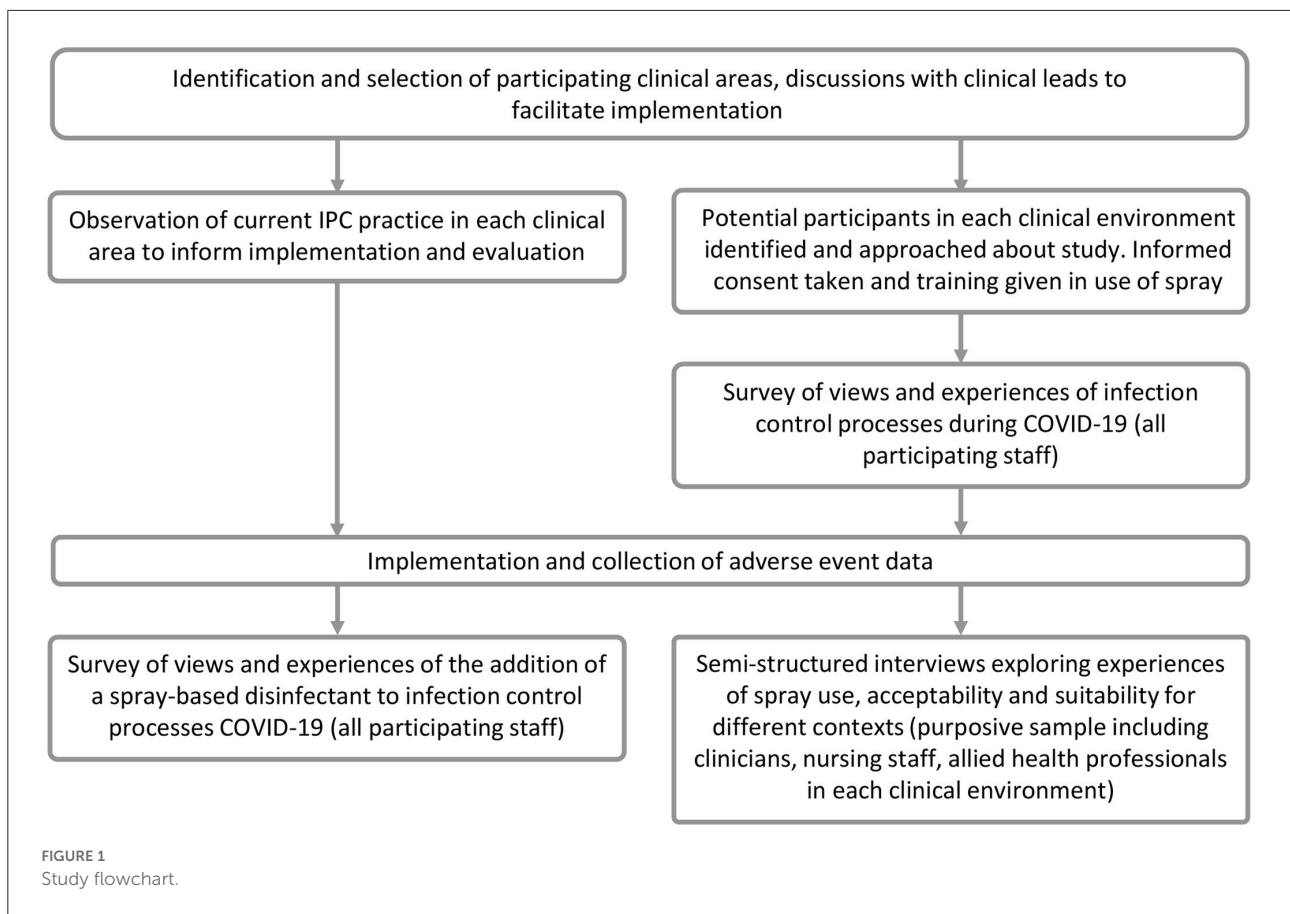 Identification and selection of participating clinical areas, discussions with clinical leads to
facilitate implementation
Observation of current IPC practice in each clinical
area to inform implementation and evaluation
Potential participants in each clinical environment
identified and approached about study. Informed
consent taken and training given in use of spray
Survey of views and experiences of infection
control processes during COVID-19 (all
participating staff)
Implementation and collection of adverse event data
Survey of views and experiences of the addition of
a spray-based disinfectant to infection control
processes COVID-19 (all participating staff)
Semi-structured interviews exploring experiences
of spray use, acceptability and suitability for
different contexts (purposive sample including
clinicians, nursing staff, allied health professionals
in each clinical environment)
FIGURE 1
Study flowchart.